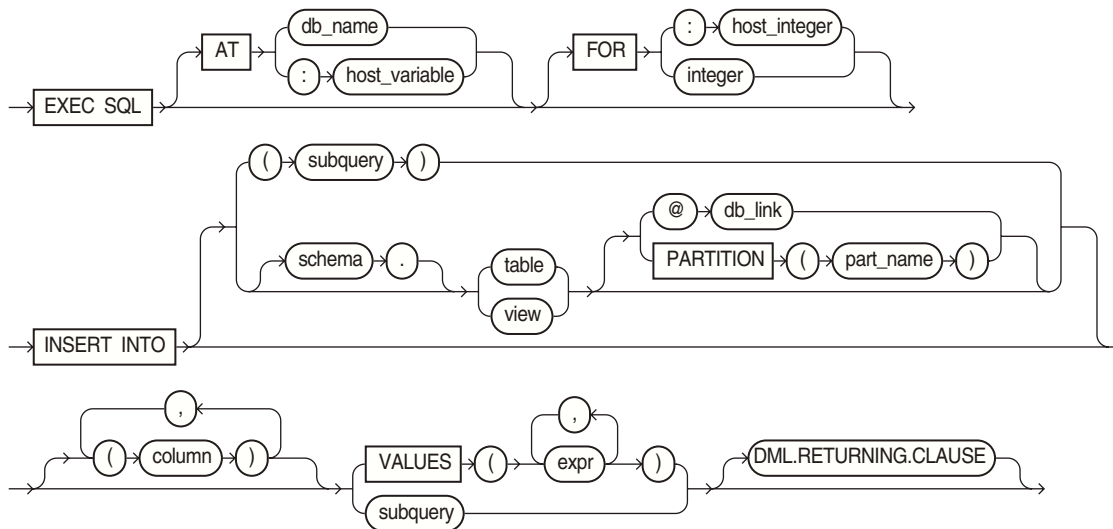 db_name : host_integer
AT FOR
: host_variable integer
EXEC SQL
( subquery )
@ db_link
schema . table PARTITION ( part_name )
view
INSERT INTO
, ,
( column ) VALUES ( expr ) DML.RETURNING.CLAUSE
subquery